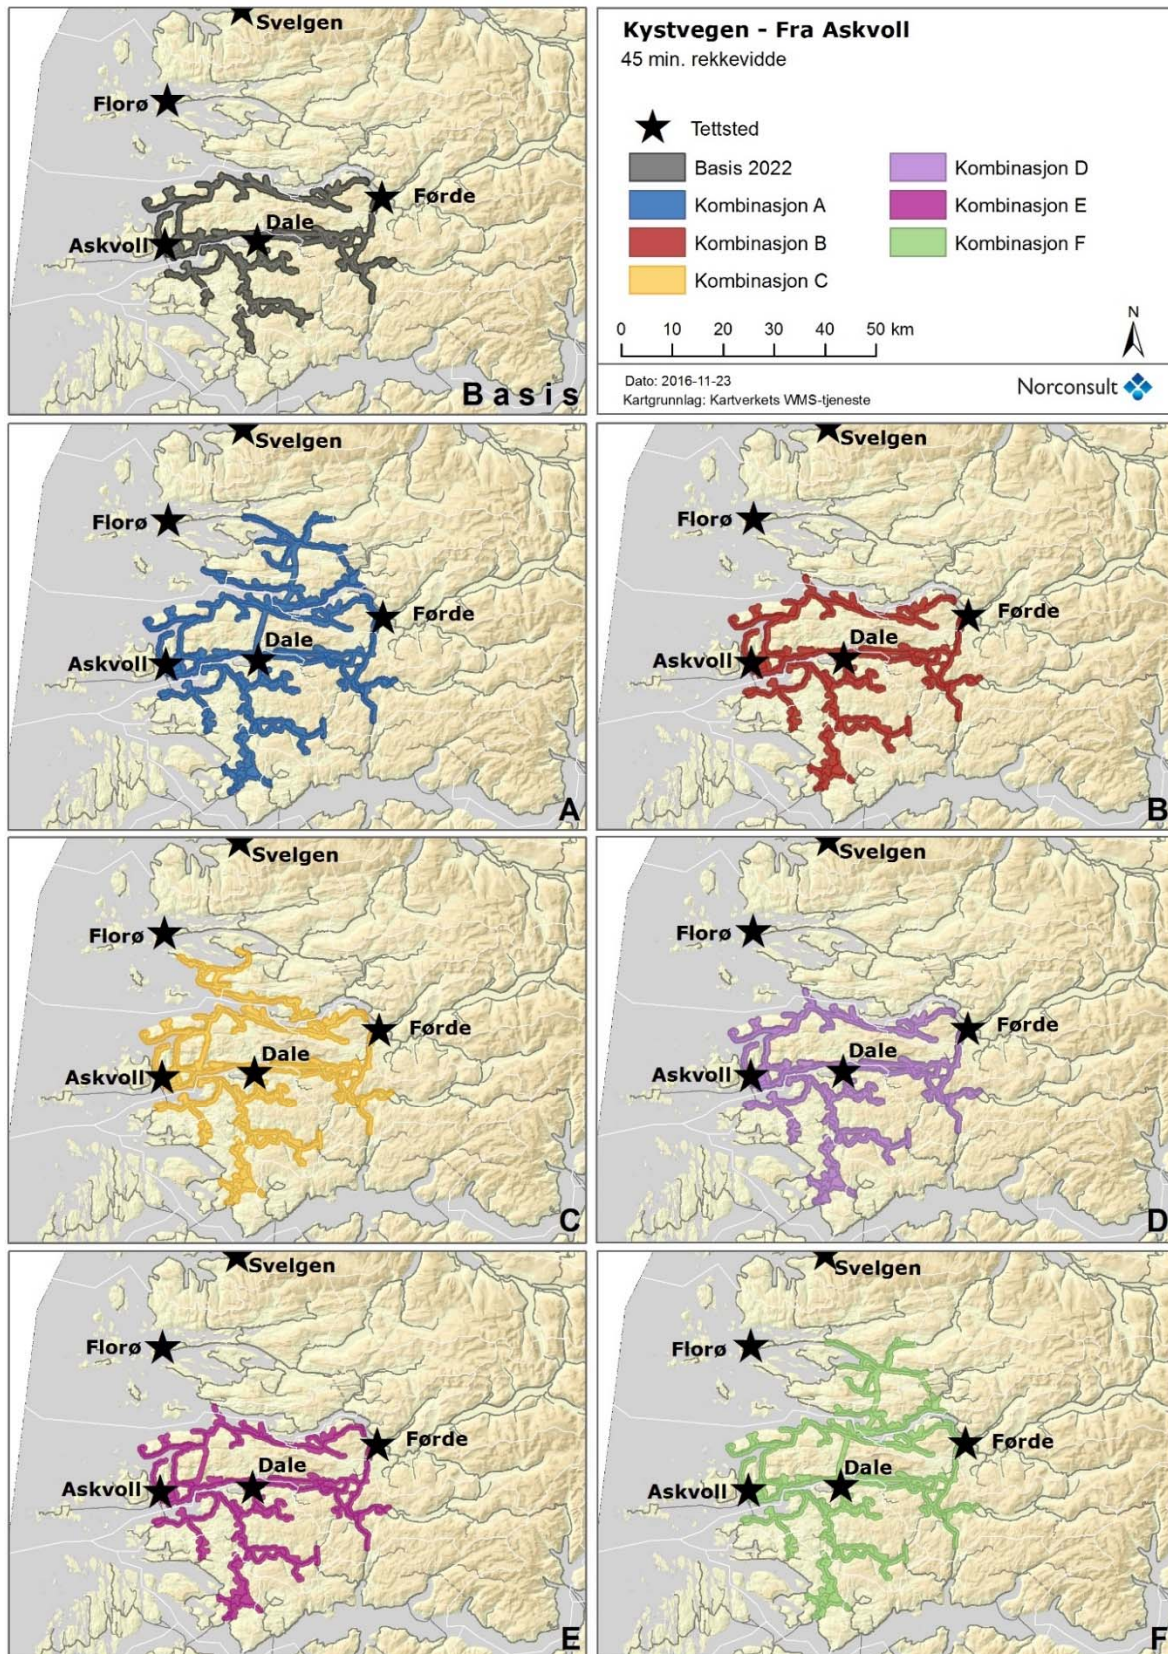 Svelgen
Florø
Førde
Dale
Askvoll
Basis
Kystvegen - Fra Askvoll
45 min. rekkevidde
Tettsted
Basis 2022
Kombinasjon A
Kombinasjon B
Kombinasjon C
Kombinasjon D
Kombinasjon E
Kombinasjon F
0 10 20 30 40 50 km
N
Dato: 2016-11-23
Kartgrunnlag: Kartverkets WMS-tjeneste
Norconsult
Svelgen
Florø
Førde
Dale
Askvoll
A
Svelgen
Florø
Førde
Dale
Askvoll
B
Svelgen
Florø
Førde
Dale
Askvoll
C
Svelgen
Florø
Førde
Dale
Askvoll
D
Svelgen
Florø
Førde
Dale
Askvoll
E
Svelgen
Florø
Førde
Dale
Askvoll
F